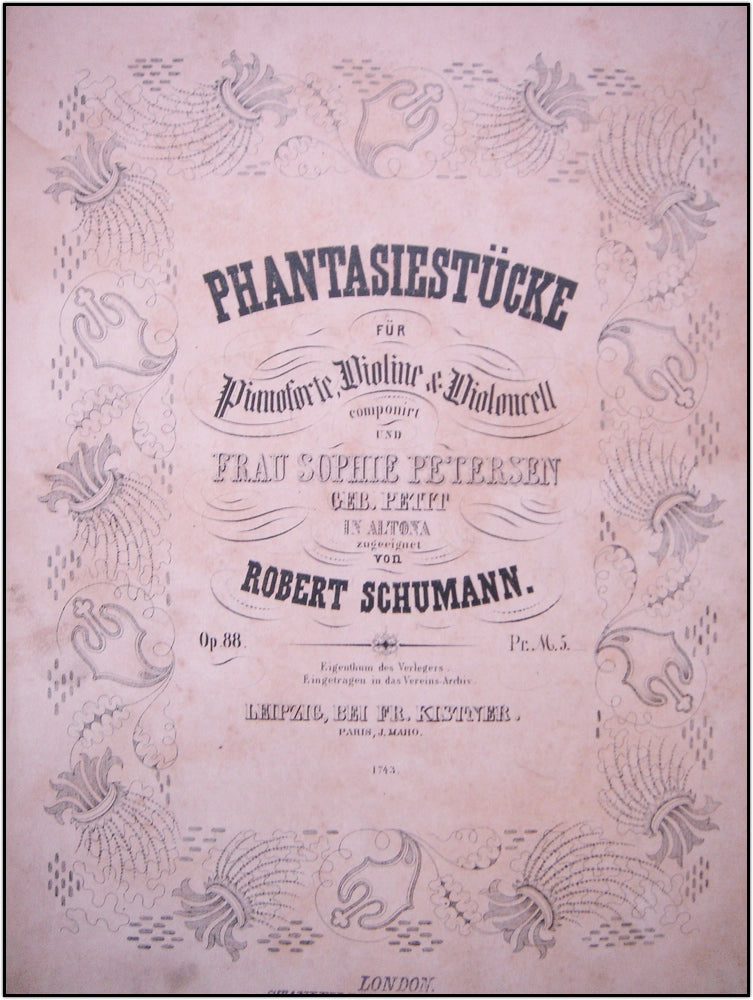 PHANTASIESTÜCKE
FÜR
Pianoforte, Violine & Violoncell
componirt
UND
FRAU SOPHIE PETERSEN
GEB. PETIT
IN ALTONA
zugeeignet
von
ROBERT SCHUMANN.
Op. 88. Pr. M. 5.
Eigenthum des Verlegers.
Eingetragen in das Vereins-Archiv.
LEIPZIG, BEI FR. KISTNER.
PARIS, J. MAHO.
1743.
LONDON.